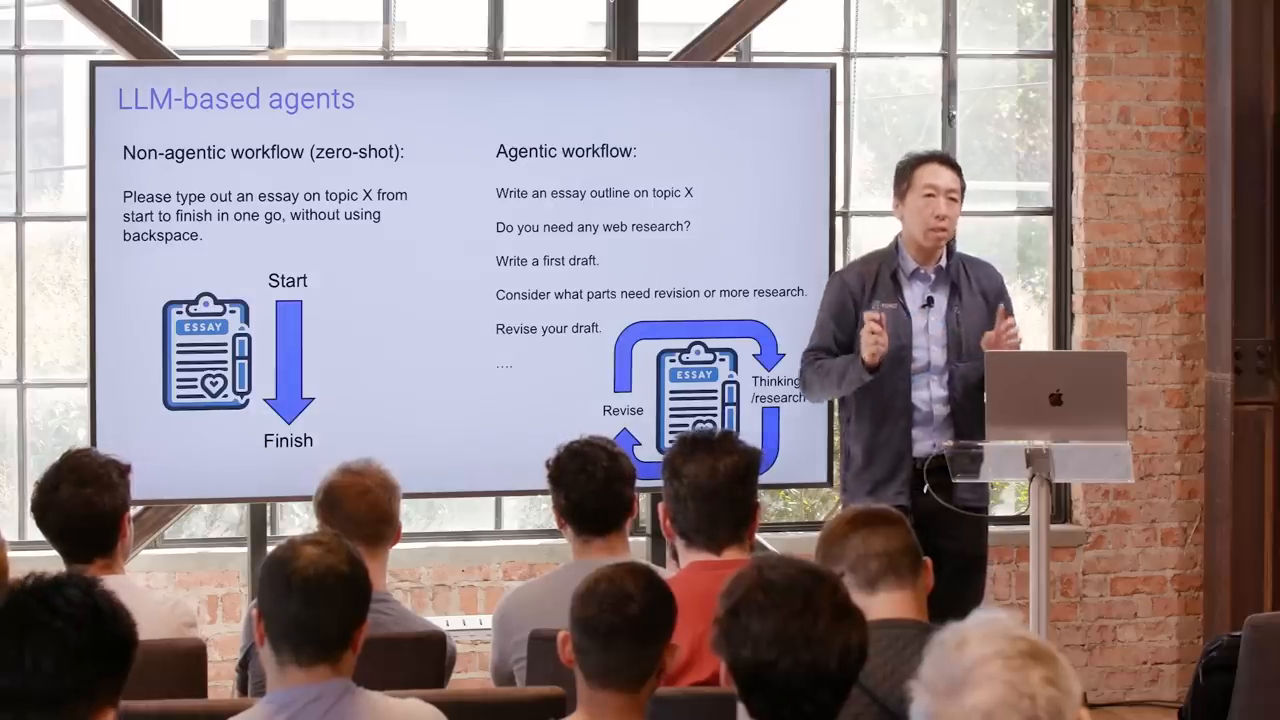 LLM-based agents
Non-agentic workflow (zero-shot):
Please type out an essay on topic X from
start to finish in one go, without using
backspace.
Start
ESSAY
Finish
Agentic workflow:
Write an essay outline on topic X
Do you need any web research?
Write a first draft.
Consider what parts need revision or more research.
Revise your draft.
....
ESSAY
Thinking
/research
Revise